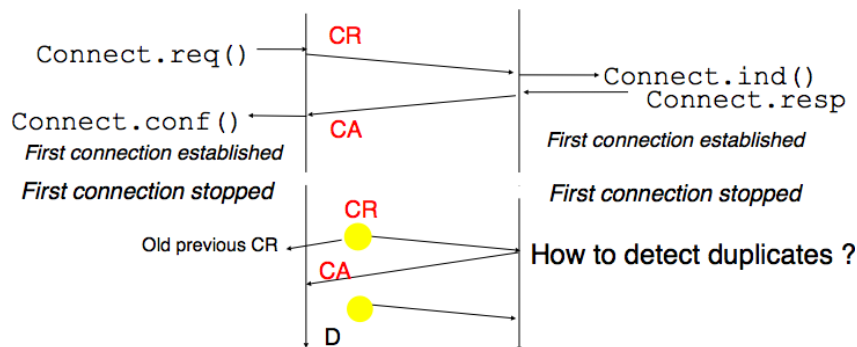 CR
Connect.req()
Connect.ind()
Connect.resp
Connect.conf()
CA
First connection established
First connection established
First connection stopped
First connection stopped
CR
Old previous CR
How to detect duplicates ?
CA
D